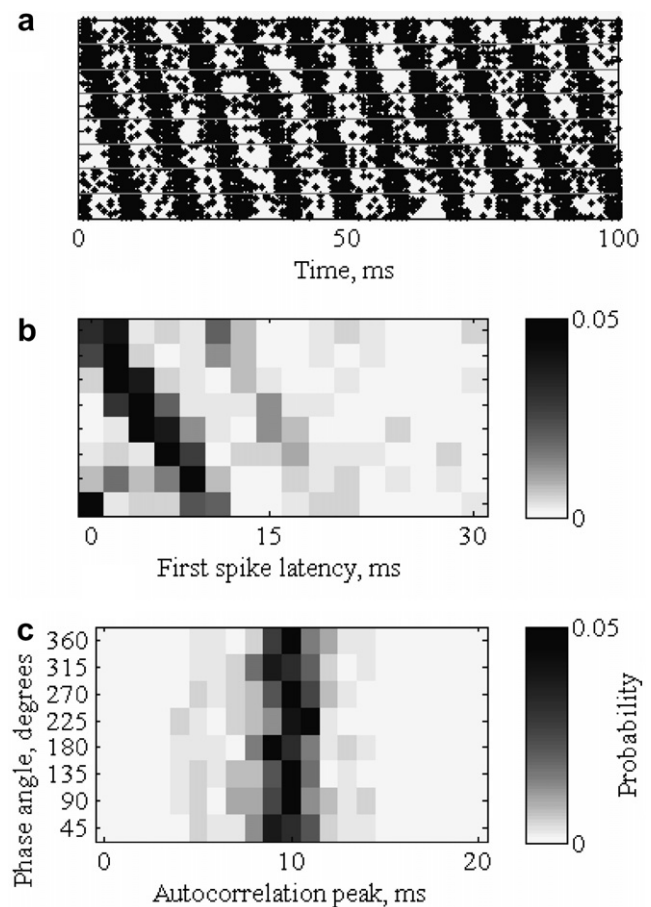 a
0 50 100
Time, ms
b
0.05
0
0 15 30
First spike latency, ms
c
Phase angle, degrees
360
315
270
225
180
135
90
45
0.05
0
Probability
0 10 20
Autocorrelation peak, ms